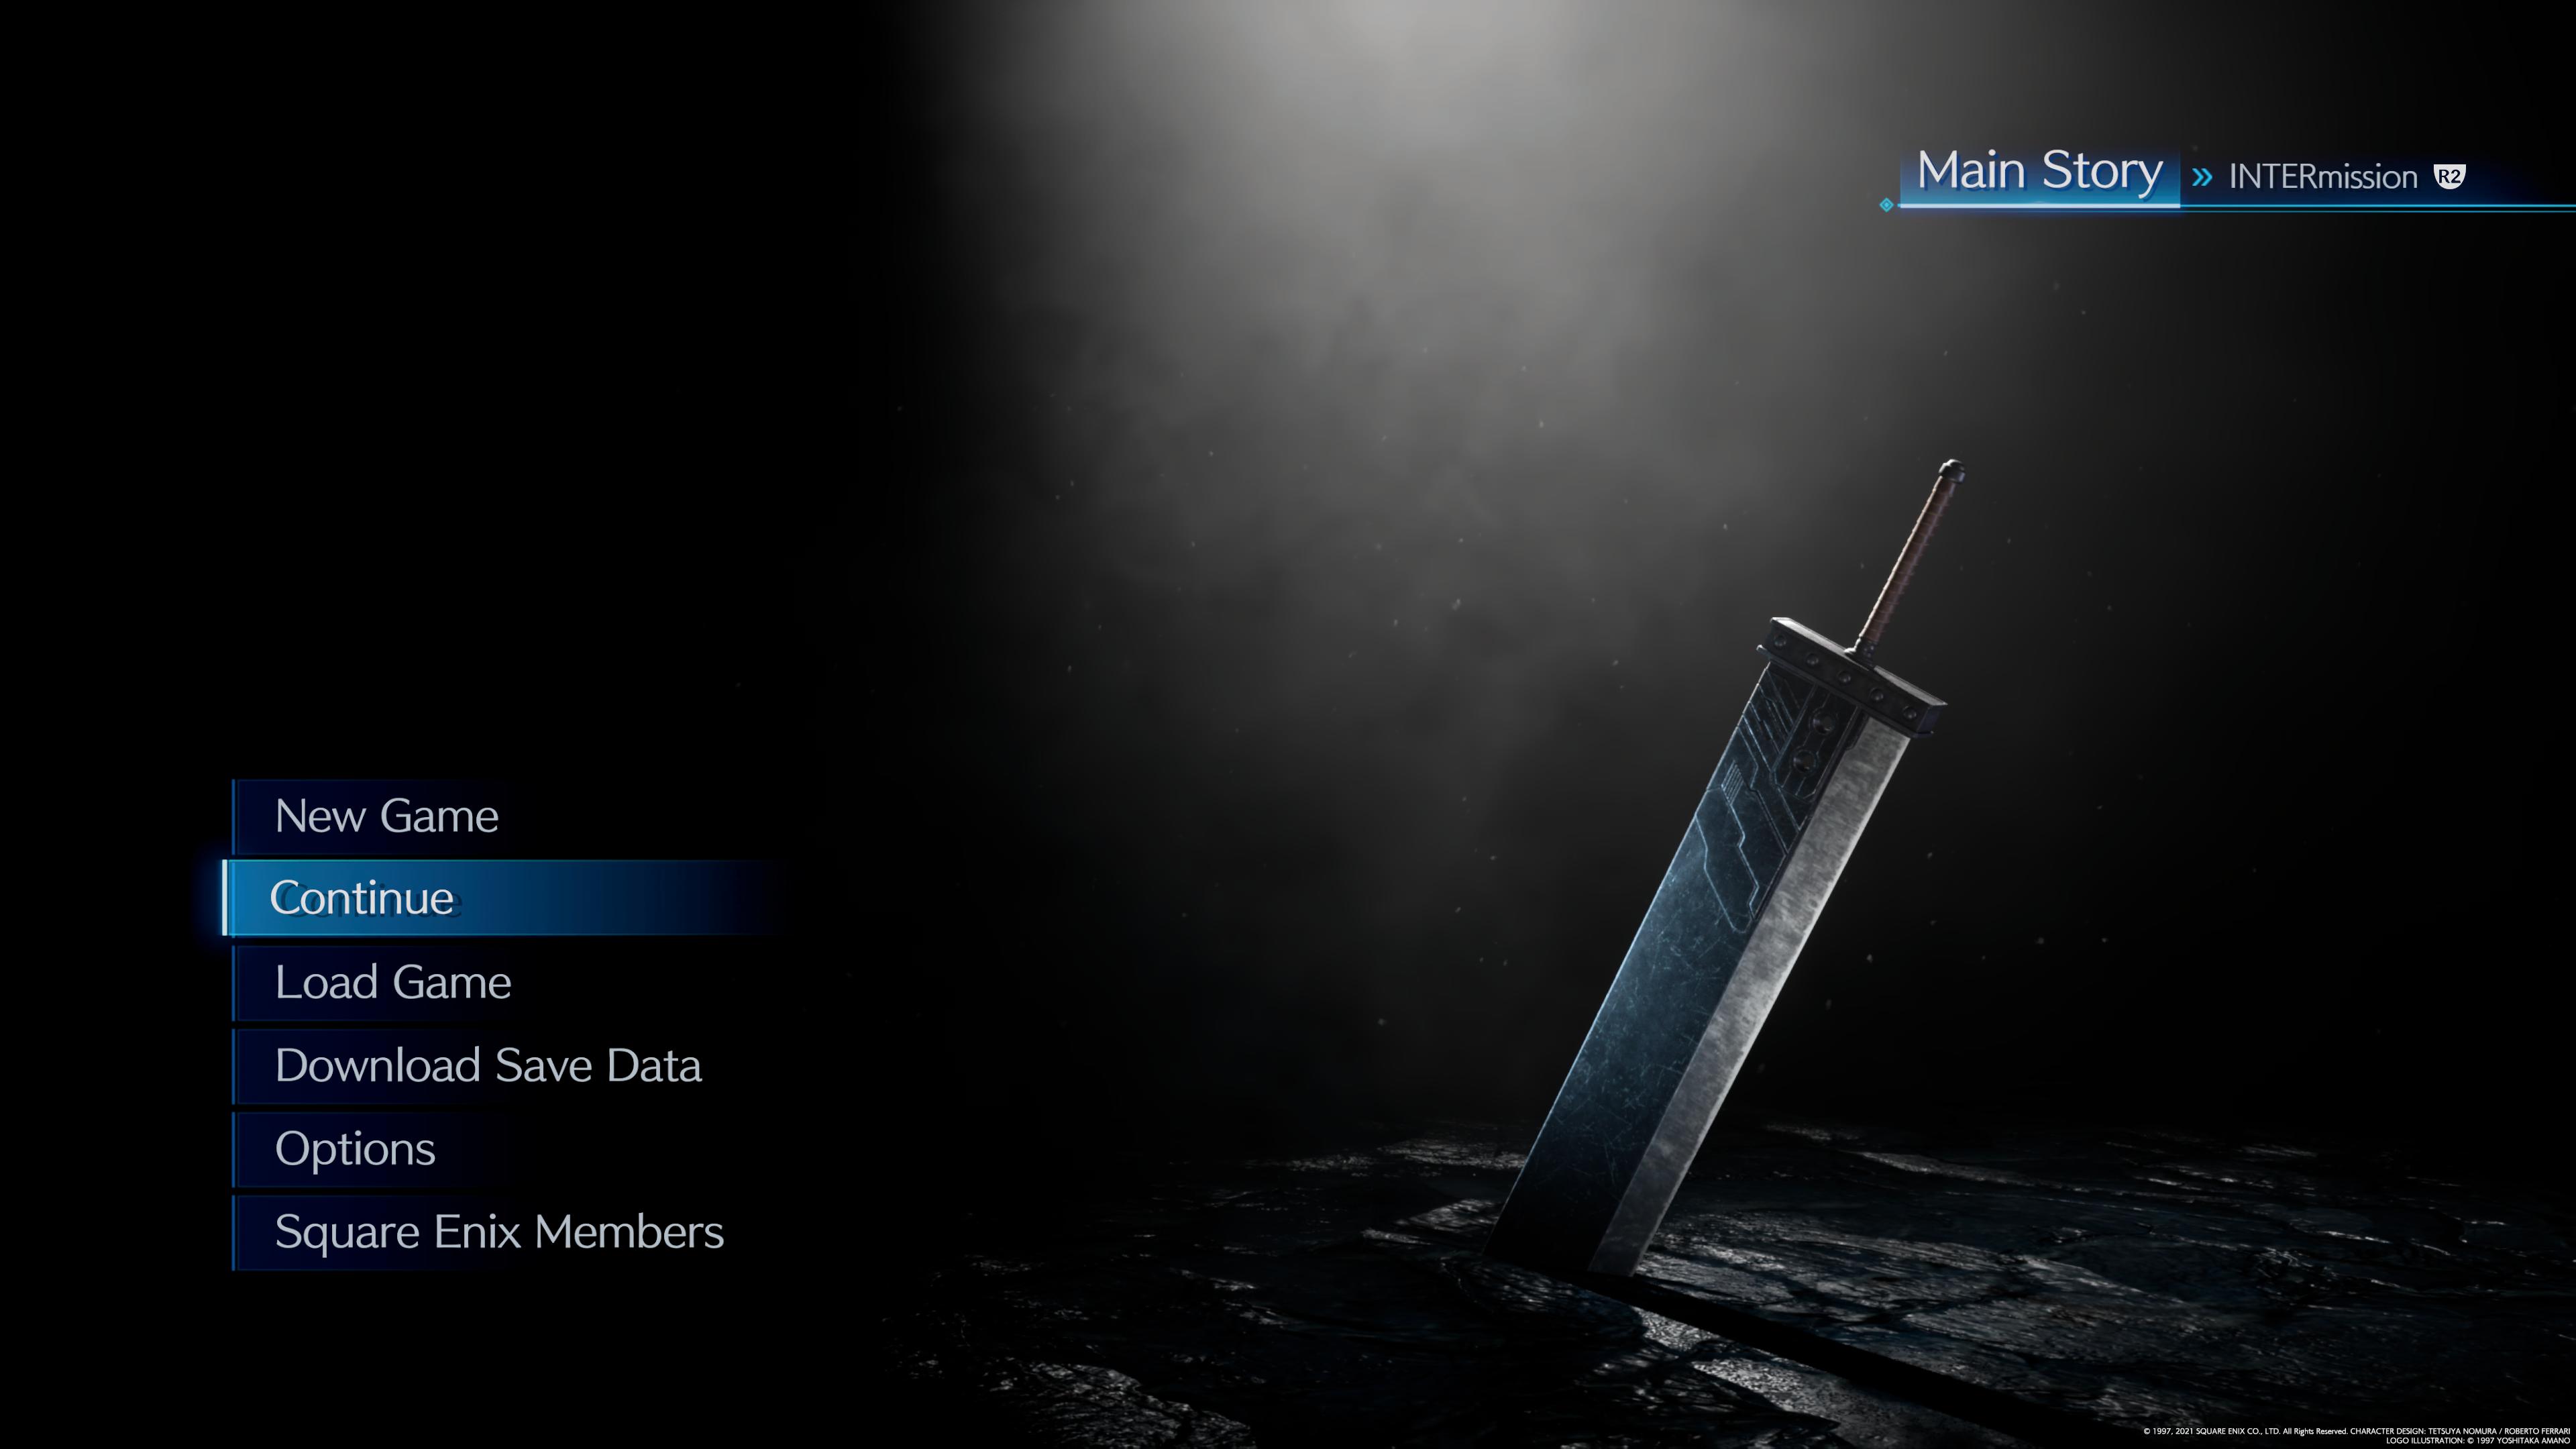 Main Story » INTERmission R2
New Game
Continue
Load Game
Download Save Data
Options
Square Enix Members
© 1997, 2021 SQUARE ENIX CO., LTD. All Rights Reserved. CHARACTER DESIGN: TETSUYA NOMURA / ROBERTO FERRARI
LOGO ILLUSTRATION: © 1997 YOSHITAKA AMANO